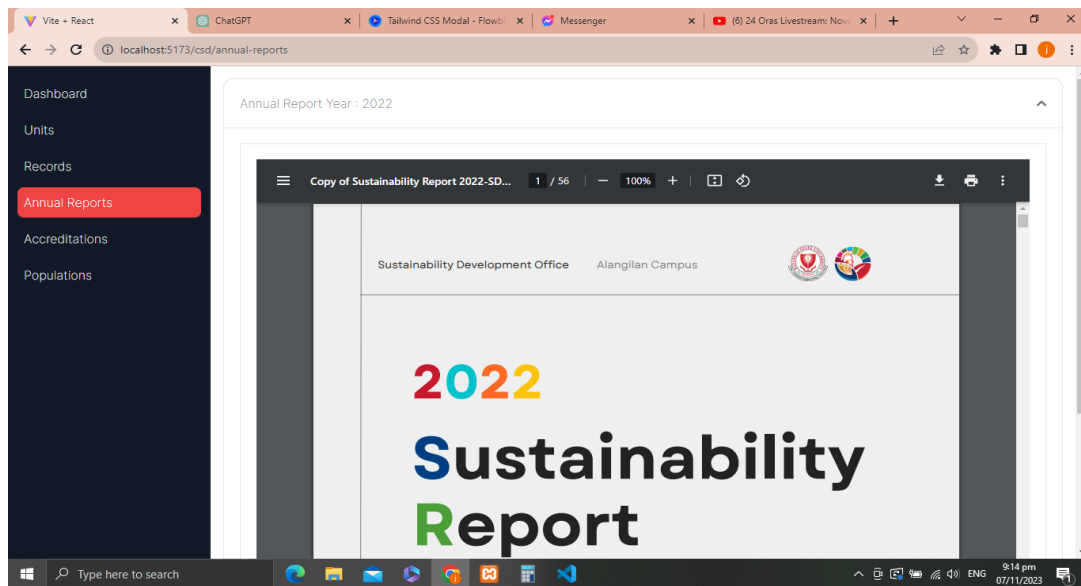 Vite + React
ChatGPT
Tailwind CSS Modal - Flowbi
Messenger
(6) 24 Oras Livestream: Nove
localhost:5173/csd/annual-reports
Dashboard
Units
Records
Annual Reports
Accreditations
Populations
Annual Report Year : 2022
Copy of Sustainability Report 2022-SD... 1 / 56 100%
Sustainability Development Office Alangilan Campus
2022
Sustainability
Report
Type here to search
ENG
9:14 pm
07/11/2023